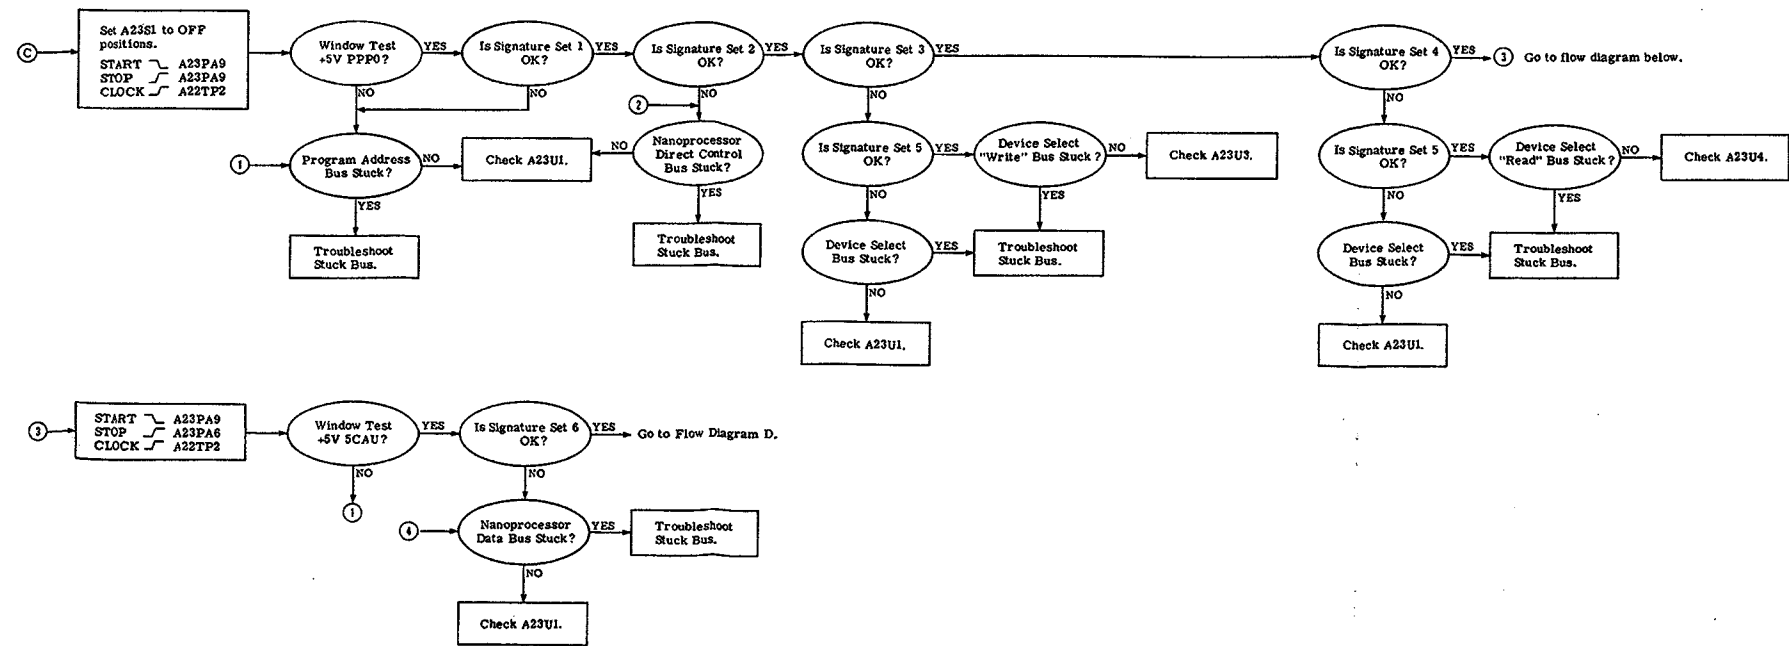 C
Set A23S1 to OFF
positions.
START A23PA9
STOP A23PA9
CLOCK A22TP2
Window Test
+5V PPP0?
YES
NO
Is Signature Set 1
OK?
YES
NO
Is Signature Set 2
OK?
YES
NO
Is Signature Set 3
OK?
YES
NO
Is Signature Set 4
OK?
YES
NO
3
Go to flow diagram below.
2
1
Program Address
Bus Stuck?
NO
YES
Check A23U1.
NO
Nanoprocessor
Direct Control
Bus Stuck?
YES
Is Signature Set 5
OK?
YES
NO
Device Select
"Write" Bus Stuck?
NO
YES
Check A23U3.
Is Signature Set 5
OK?
YES
NO
Device Select
"Read" Bus Stuck?
NO
YES
Check A23U4.
Troubleshoot
Stuck Bus.
Troubleshoot
Stuck Bus.
Device Select
Bus Stuck?
YES
NO
Troubleshoot
Stuck Bus.
Device Select
Bus Stuck?
YES
NO
Troubleshoot
Stuck Bus.
Check A23U1.
Check A23U1.
3
START A23PA9
STOP A23PA6
CLOCK A22TP2
Window Test
+5V 5CAU?
YES
NO
1
Is Signature Set 6
OK?
YES
NO
Go to Flow Diagram D.
4
Nanoprocessor
Data Bus Stuck?
YES
NO
Troubleshoot
Stuck Bus.
Check A23U1.